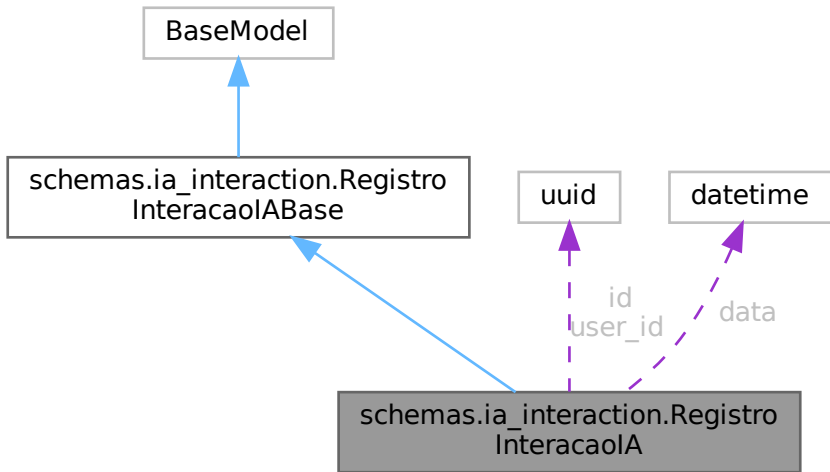 BaseModel
schemas.ia_interaction.Registro
InteracaoIABase
uuid
datetime
id
user_id
data
schemas.ia_interaction.Registro
InteracaoIA